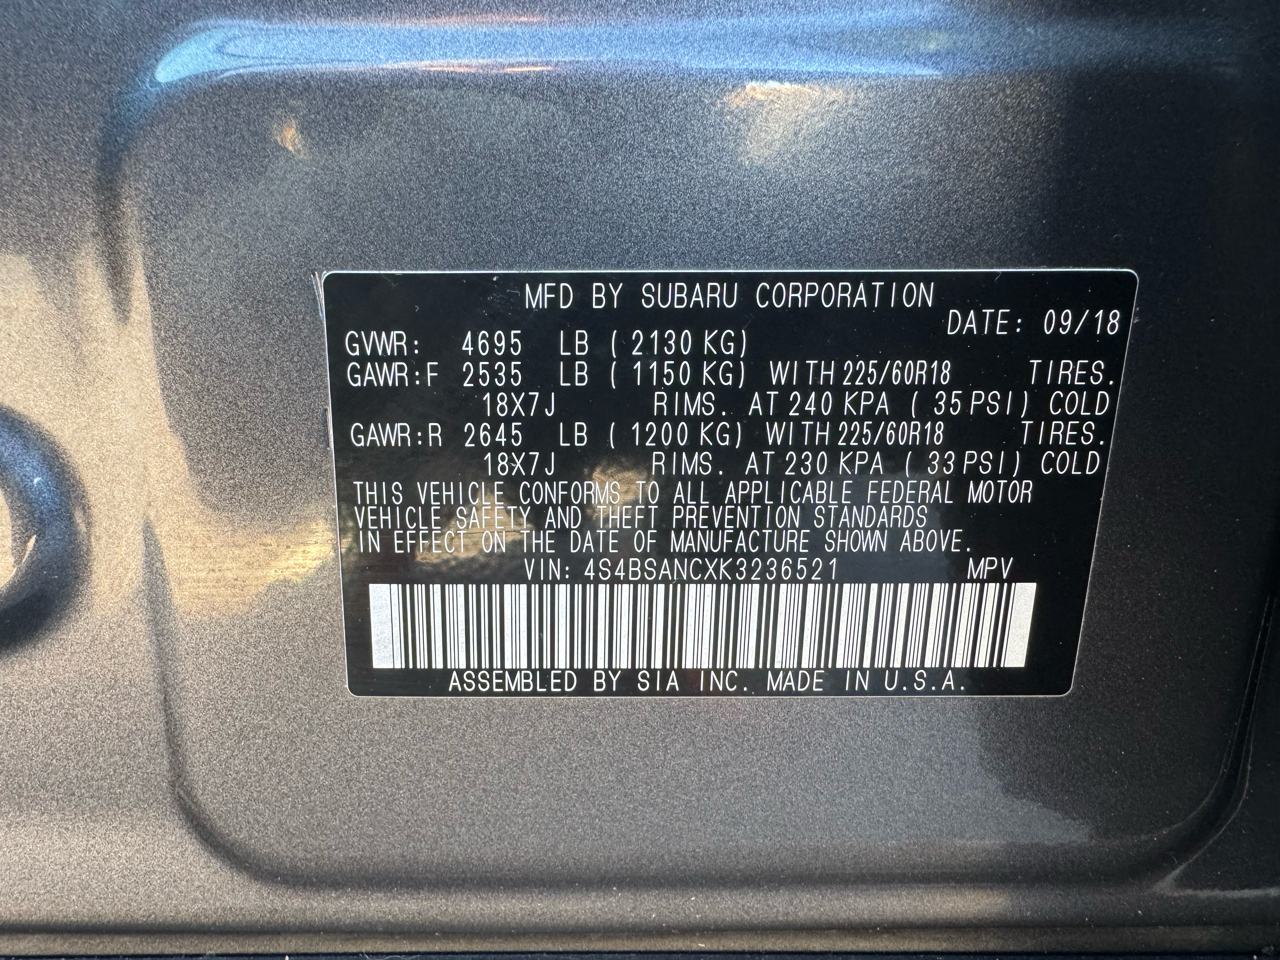 MFD BY SUBARU CORPORATION
DATE: 09/18
GVWR: 4695 LB ( 2130 KG)
GAWR:F 2535 LB ( 1150 KG) WITH 225/60R18 TIRES.
18X7J RIMS. AT 240 KPA ( 35 PSI) COLD
GAWR:R 2645 LB ( 1200 KG) WITH 225/60R18 TIRES.
18X7J RIMS. AT 230 KPA ( 33 PSI) COLD
THIS VEHICLE CONFORMS TO ALL APPLICABLE FEDERAL MOTOR
VEHICLE SAFETY AND THEFT PREVENTION STANDARDS
IN EFFECT ON THE DATE OF MANUFACTURE SHOWN ABOVE.
VIN: 4S4BSANCXK3236521 MPV
ASSEMBLED BY SIA INC. MADE IN U.S.A.